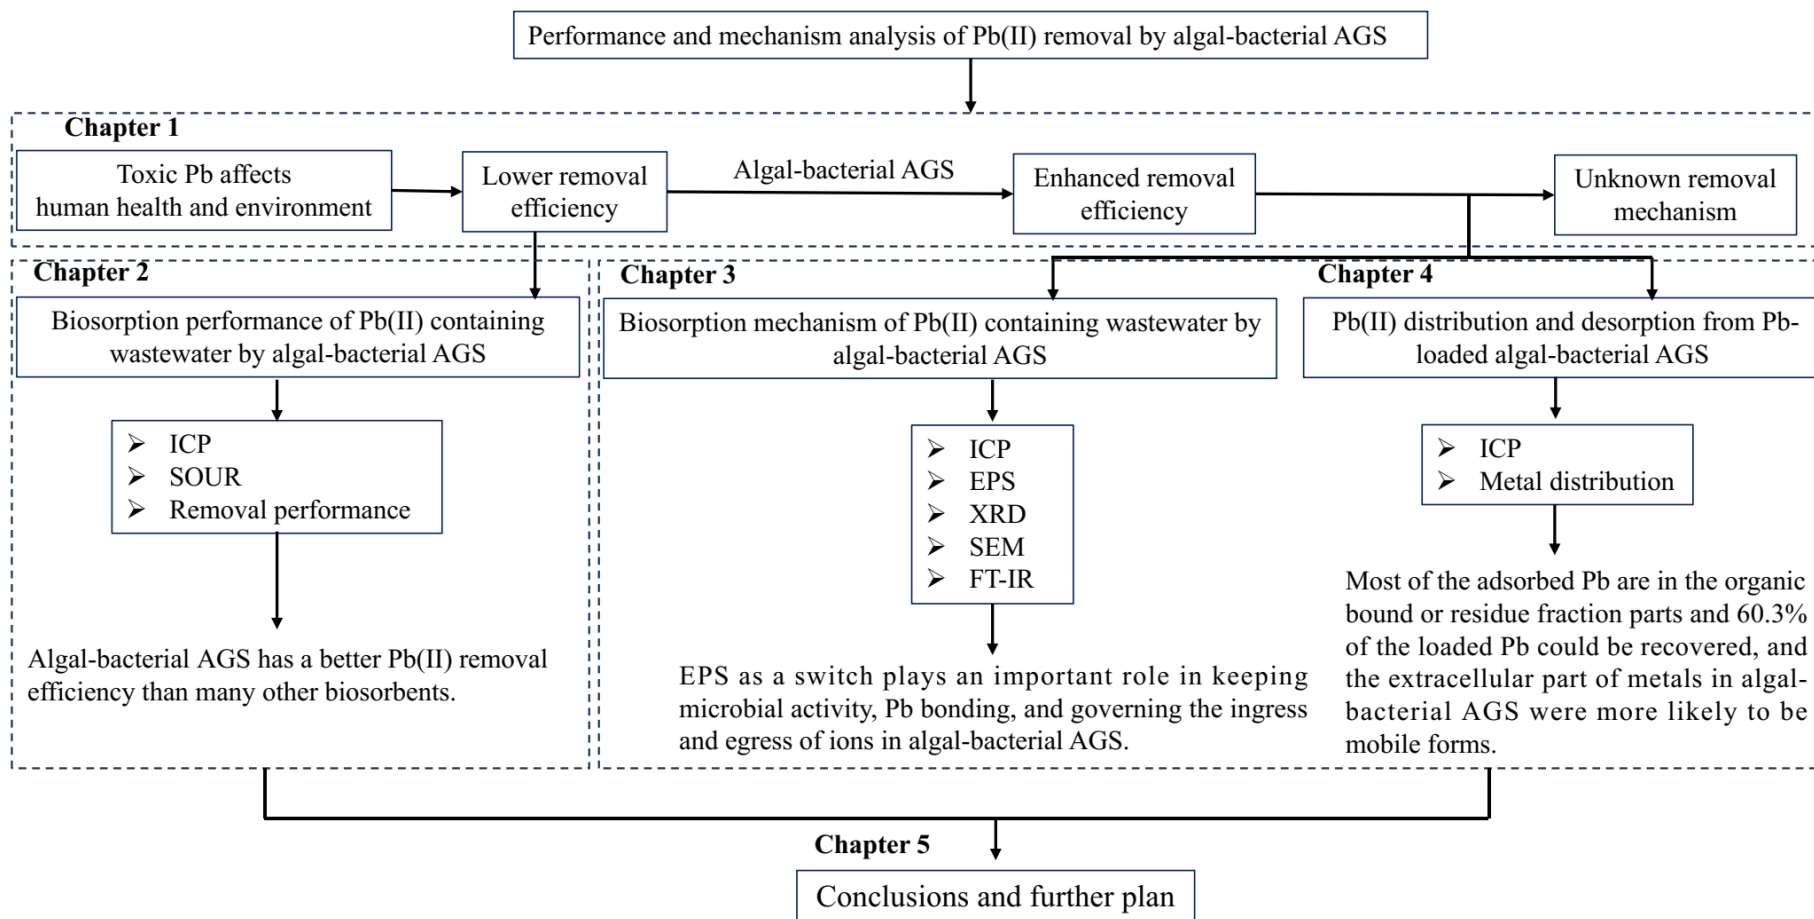 Performance and mechanism analysis of Pb(II) removal by algal-bacterial AGS
Chapter 1
Toxic Pb affects
human health and environment
Lower removal
efficiency
Algal-bacterial AGS
Enhanced removal
efficiency
Unknown removal
mechanism
Chapter 2
Biosorption performance of Pb(II) containing
wastewater by algal-bacterial AGS
➢ ICP
➢ SOUR
➢ Removal performance
Algal-bacterial AGS has a better Pb(II) removal
efficiency than many other biosorbents.
Chapter 3
Biosorption mechanism of Pb(II) containing wastewater by
algal-bacterial AGS
➢ ICP
➢ EPS
➢ XRD
➢ SEM
➢ FT-IR
EPS as a switch plays an important role in keeping
microbial activity, Pb bonding, and governing the ingress
and egress of ions in algal-bacterial AGS.
Chapter 4
Pb(II) distribution and desorption from Pb-
loaded algal-bacterial AGS
➢ ICP
➢ Metal distribution
Most of the adsorbed Pb are in the organic
bound or residue fraction parts and 60.3%
of the loaded Pb could be recovered, and
the extracellular part of metals in algal-
bacterial AGS were more likely to be
mobile forms.
Chapter 5
Conclusions and further plan